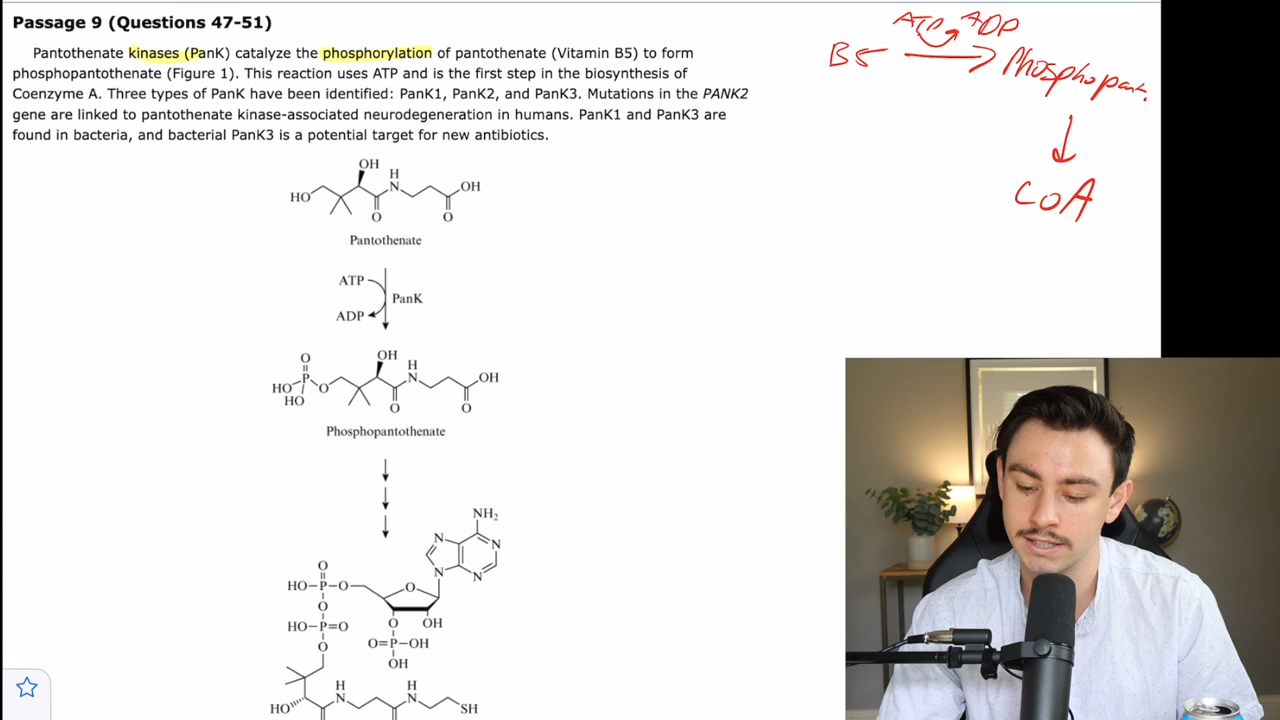 Passage 9 (Questions 47-51)
Pantothenate kinases (PanK) catalyze the phosphorylation of pantothenate (Vitamin B5) to form
phosphopantothenate (Figure 1). This reaction uses ATP and is the first step in the biosynthesis of
Coenzyme A. Three types of PanK have been identified: PanK1, PanK2, and PanK3. Mutations in the PANK2
gene are linked to pantothenate kinase-associated neurodegeneration in humans. PanK1 and PanK3 are
found in bacteria, and bacterial PanK3 is a potential target for new antibiotics.
ATP ADP
B5 Phosphopant.
CoA
OH
H
HO N OH
O O
Pantothenate
ATP
PanK
ADP
O OH
H
P N OH
HO O
HO O O
Phosphopantothenate
NH2
N N
O N N
HO-P-O O
O O OH
HO-P=O O=P-OH
O OH
H H
N N SH
HO